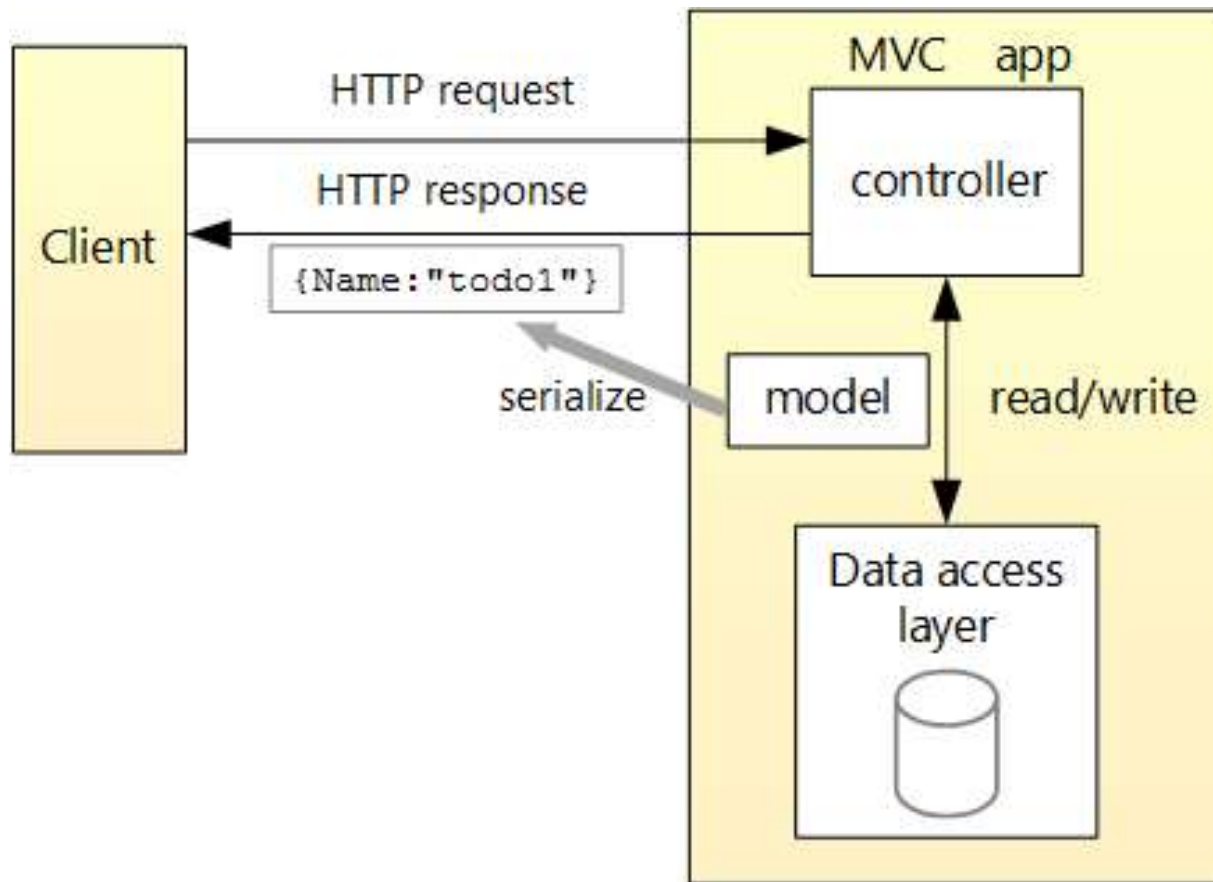 MVC app
HTTP request
controller
HTTP response
Client
{Name:"todo1"}
serialize
model
read/write
Data access
layer